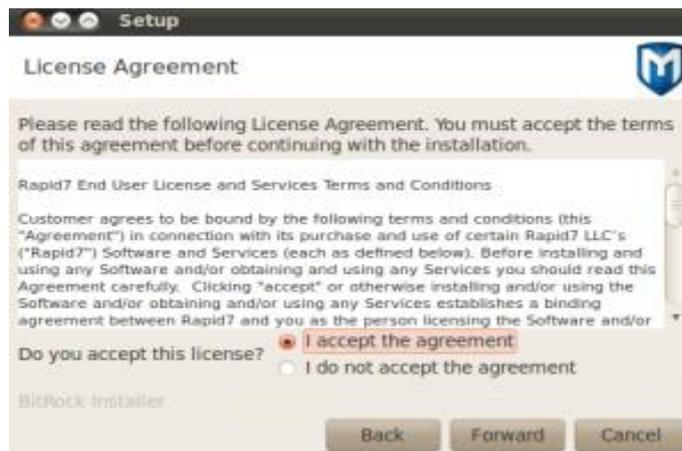 Setup
License Agreement
Please read the following License Agreement. You must accept the terms
of this agreement before continuing with the installation.
Rapid7 End User License and Services Terms and Conditions
Customer agrees to be bound by the following terms and conditions (this
"Agreement") in connection with its purchase and use of certain Rapid7 LLC's
("Rapid7") Software and Services (each as defined below). Before installing and
using any Software and/or obtaining and using any Services you should read this
Agreement carefully. Clicking "accept" or otherwise installing and/or using the
Software and/or obtaining and/or using any Services establishes a binding
agreement between Rapid7 and you as the person licensing the Software and/or
Do you accept this license?
I accept the agreement
I do not accept the agreement
BitRock Installer
Back Forward Cancel